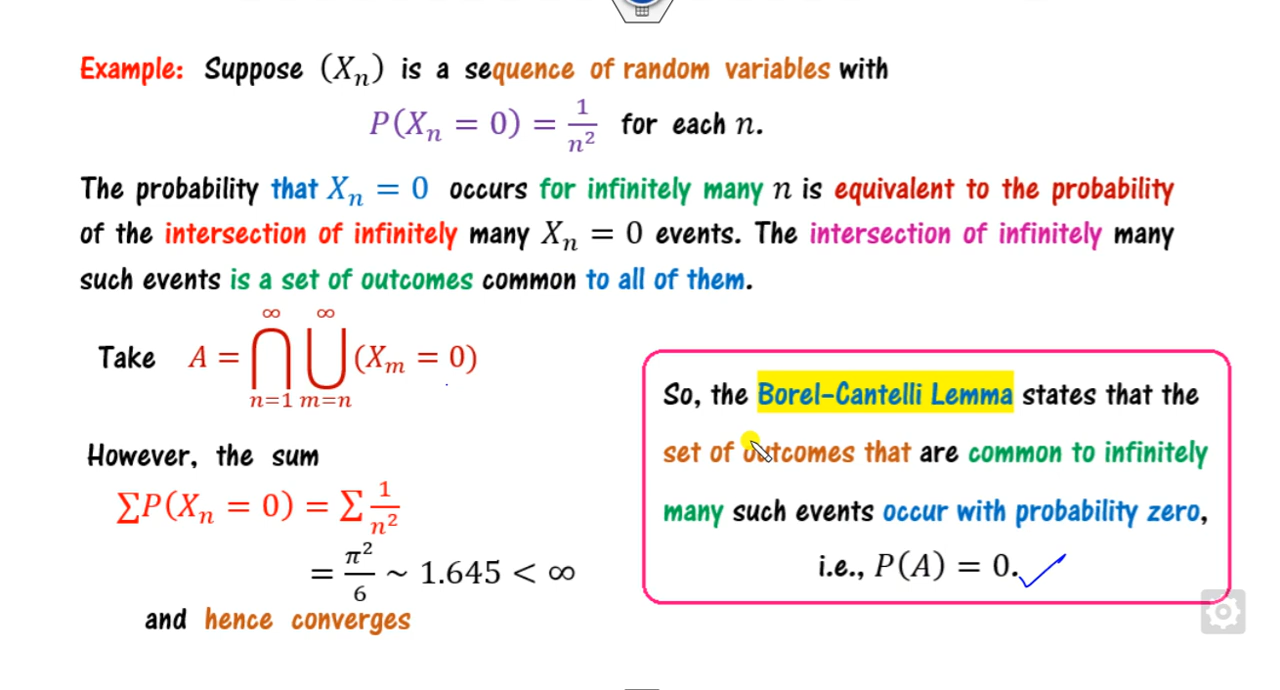 Example: Suppose (Xₙ) is a sequence of random variables with
P(Xₙ = 0) = 1/n² for each n.
The probability that Xₙ = 0 occurs for infinitely many n is equivalent to the probability
of the intersection of infinitely many Xₙ = 0 events. The intersection of infinitely many
such events is a set of outcomes common to all of them.
Take A = ⋂_{n=1}^{∞} ⋃_{m=n}^{∞} (Xₘ = 0)
However, the sum
∑P(Xₙ = 0) = ∑ 1/n²
= π²/6 ~ 1.645 < ∞
and hence converges
So, the Borel-Cantelli Lemma states that the
set of outcomes that are common to infinitely
many such events occur with probability zero,
i.e., P(A) = 0.